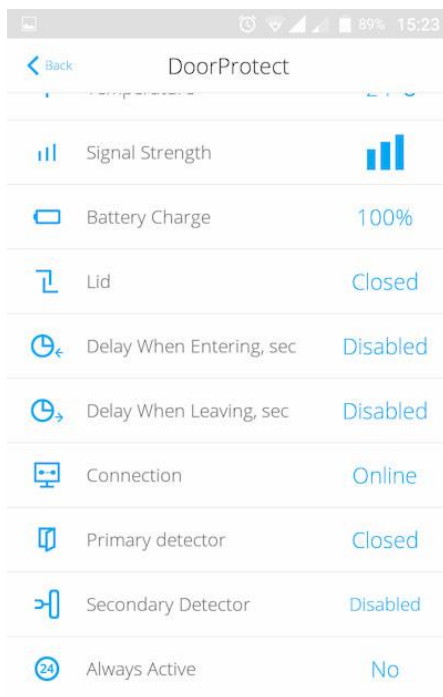 89% 15:23
Back DoorProtect
Signal Strength
Battery Charge 100%
Lid Closed
Delay When Entering, sec Disabled
Delay When Leaving, sec Disabled
Connection Online
Primary detector Closed
Secondary Detector Disabled
24 Always Active No